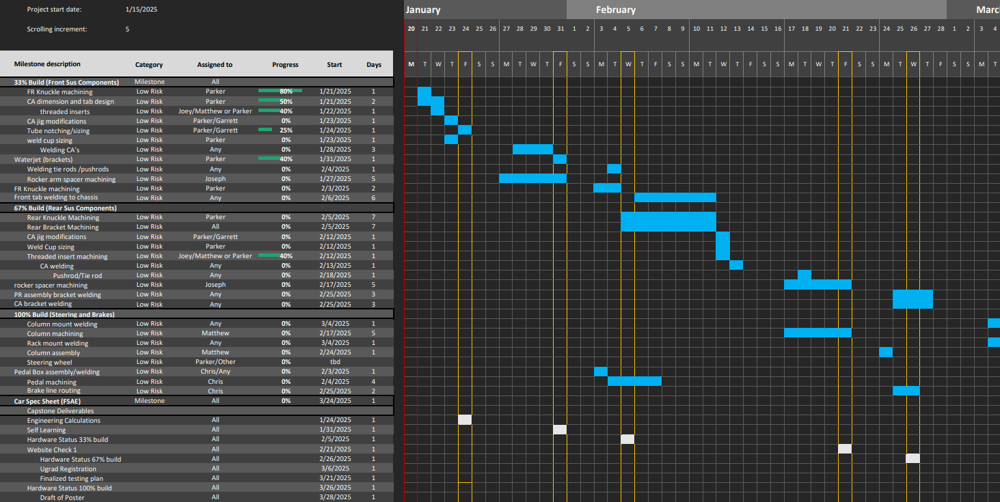 Project start date: 1/15/2025
Scrolling increment: 5
January February Marc
20 21 22 23 24 25 26 27 28 29 30 31 1 2 3 4 5 6 7 8 9 10 11 12 13 14 15 16 17 18 19 20 21 22 23 24 25 26 27 28 1 2 3 4
Milestone description Category Assigned to Progress Start Days M T W T F S S M T W T F S S M T W T F S S M T W T F S S M T W T F S S M T W T F S S M T
33% Build (Front Sus Components) Milestone All
FR Knuckle machining Low Risk Parker 80% 1/21/2025 1
CA dimension and tab design Low Risk Parker 50% 1/21/2025 2
threaded inserts Low Risk Joey/Matthew or Parker 40% 1/22/2025 1
CA jig modifications Low Risk Parker/Garrett 0% 1/23/2025 1
Tube notching/sizing Low Risk Parker/Garrett 25% 1/24/2025 1
weld cup sizing Low Risk Parker 0% 1/23/2025 1
Welding CA's Low Risk Any 0% 1/28/2025 3
Waterjet (brackets) Low Risk Parker 40% 1/31/2025 1
Welding tie rods /pushrods Low Risk Any 0% 2/4/2025 1
Rocker arm spacer machining Low Risk Joseph 0% 1/27/2025 5
FR Knuckle machining Low Risk Parker 0% 2/3/2025 2
Front tab welding to chassis Low Risk Any 0% 2/6/2025 6
67% Build (Rear Sus Components)
Rear Knuckle Machining Low Risk Parker 0% 2/5/2025 7
Rear Bracket Machining Low Risk All 0% 2/5/2025 7
CA jig modifications Low Risk Parker/Garrett 0% 2/12/2025 1
Weld Cup sizing Low Risk Parker 0% 2/12/2025 1
Threaded insert machining Low Risk Joey/Matthew or Parker 40% 2/12/2025 1
CA welding Low Risk Any 0% 2/13/2025 1
Pushrod/Tie rod Low Risk Any 0% 2/18/2025 1
rocker spacer machining Low Risk Joseph 0% 2/17/2025 5
PR assembly bracket welding Low Risk Any 0% 2/25/2025 3
CA bracket welding Low Risk Any 0% 2/25/2025 3
100% Build (Steering and Brakes)
Column mount welding Low Risk Any 0% 3/4/2025 1
Column machining Low Risk Matthew 0% 2/17/2025 5
Rack mount welding Low Risk Any 0% 3/4/2025 1
Column assembly Low Risk Matthew 0% 2/24/2025 1
Steering wheel Low Risk Parker/Other 0% tbd
Pedal Box assembly/welding Low Risk Chris/Any 0% 2/3/2025 1
Pedal machining Low Risk Chris 0% 2/4/2025 4
Brake line routing Low Risk Chris 0% 2/25/2025 2
Car Spec Sheet (FSAE) Milestone All 0% 3/24/2025 1
Capstone Deliverables
Engineering Calculations All 1/24/2025 1
Self Learning All 1/31/2025 1
Hardware Status 33% build All 2/5/2025 1
Website Check 1 All 2/21/2025 1
Hardware Status 67% build All 2/26/2025 1
Ugrad Registration All 3/6/2025 1
Finalized testing plan All 3/21/2025 1
Hardware Status 100% build All 3/26/2025 1
Draft of Poster All 3/28/2025 1